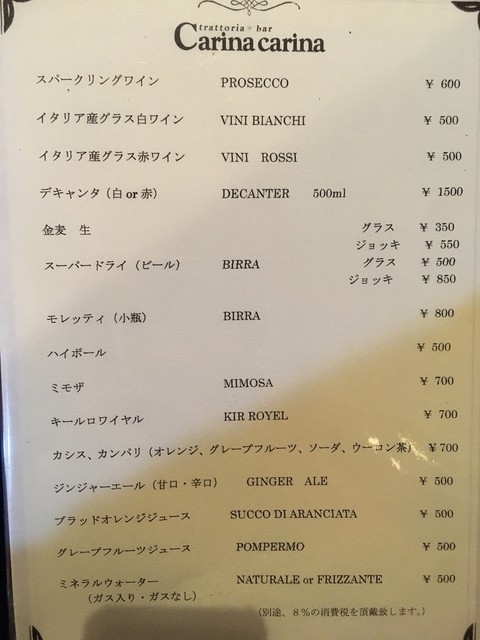 trattoria * bar
Carina carina
スパークリングワイン PROSECCO ¥ 600
イタリア産グラス白ワイン VINI BIANCHI ¥ 500
イタリア産グラス赤ワイン VINI ROSSI ¥ 500
デキャンタ（白 or 赤） DECANTER 500ml ¥ 1500
金麦 生 グラス ¥ 350
ジョッキ ¥ 550
スーパードライ（ビール） BIRRA グラス ¥ 500
ジョッキ ¥ 850
モレッティ（小瓶） BIRRA ¥ 800
ハイボール ¥ 500
ミモザ MIMOSA ¥ 700
キールロワイヤル KIR ROYEL ¥ 700
カシス、カンパリ（オレンジ、グレープフルーツ、ソーダ、ウーロン茶） ¥ 700
ジンジャーエール（甘口・辛口） GINGER ALE ¥ 500
ブラッドオレンジジュース SUCCO DI ARANCIATA ¥ 500
グレープフルーツジュース POMPERMO ¥ 500
ミネラルウォーター NATURALE or FRIZZANTE ¥ 500
（ガス入り・ガスなし）
（別途、８％の消費税を頂戴致します。）